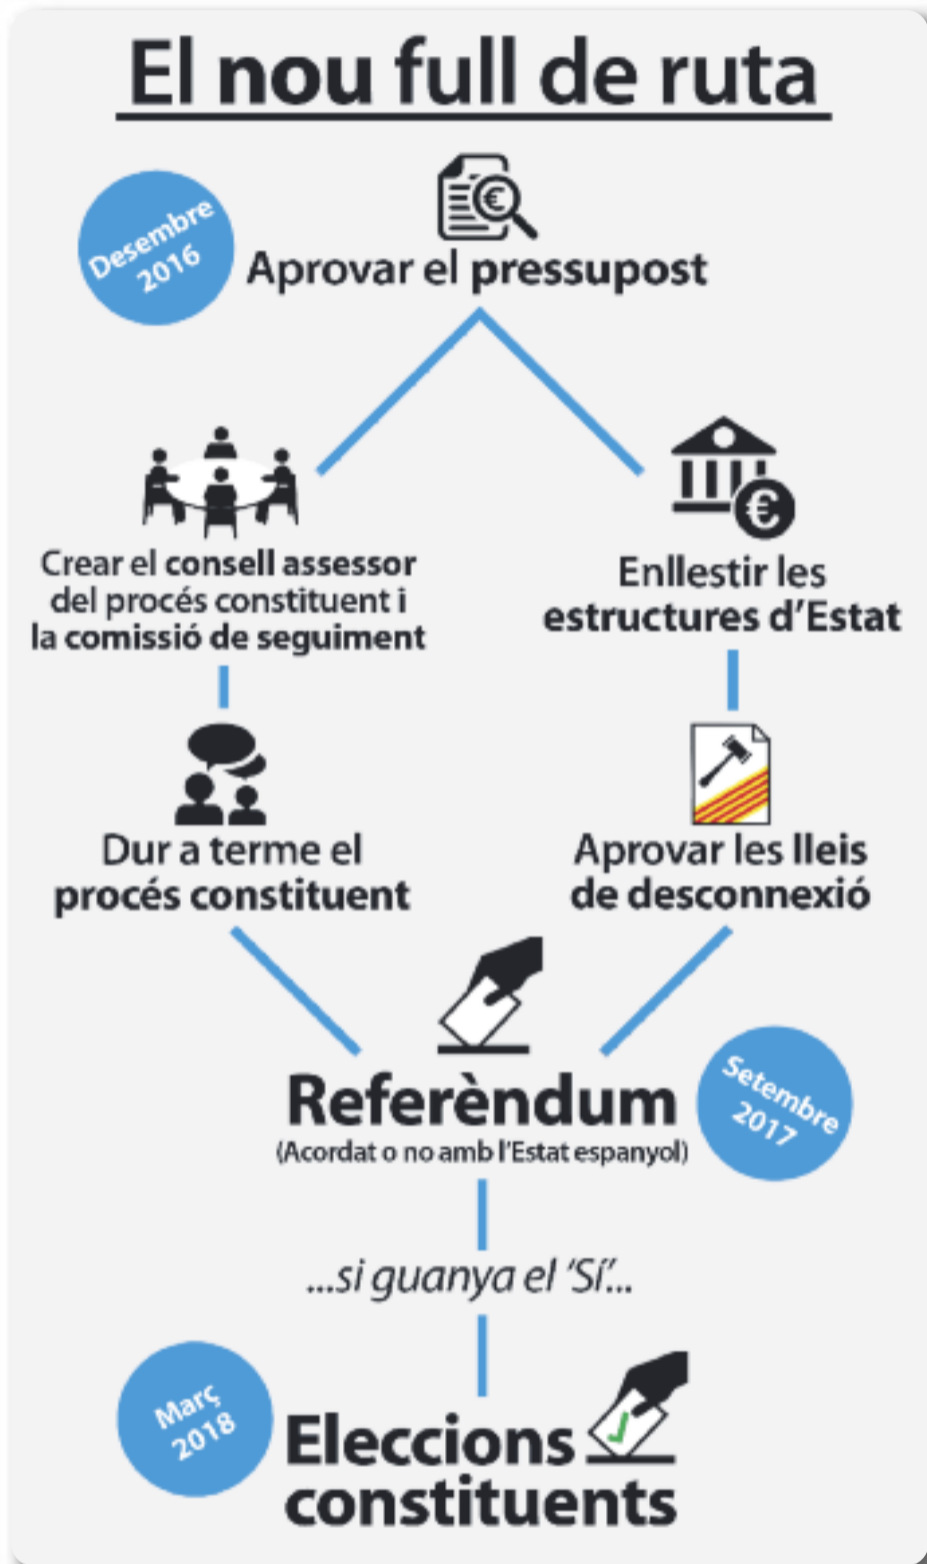 El nou full de ruta
Desembre
2016
Aprovar el pressupost
Crear el consell assessor
del procés constituent i
la comissió de seguiment
Enllestir les
estructures d'Estat
Dur a terme el
procés constituent
Aprovar les lleis
de desconnexió
Referèndum
(Acordat o no amb l'Estat espanyol)
Setembre
2017
...si guanya el 'Sí'...
Març
2018
Eleccions
constituents